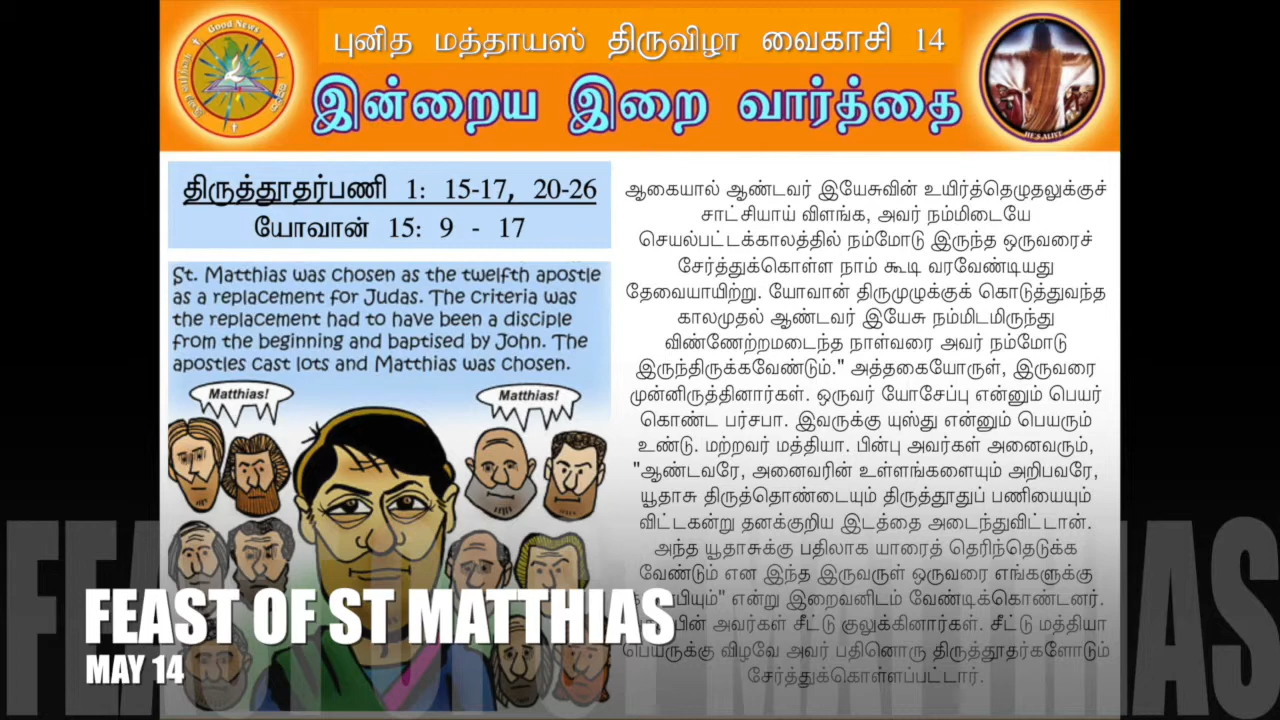 Good News
புனித மத்தாயஸ் திருவிழா வைகாசி 14
இன்றைய இறை வார்த்தை
HE'S ALIVE
திருத்தூதர்பணி 1: 15-17, 20-26
யோவான் 15: 9 - 17
St. Matthias was chosen as the twelfth apostle
as a replacement for Judas. The criteria was
the replacement had to have been a disciple
from the beginning and baptised by John. The
apostles cast lots and Matthias was chosen.
Matthias!
Matthias!
ஆகையால் ஆண்டவர் இயேசுவின் உயிர்த்தெழுதலுக்குச்
சாட்சியாய் விளங்க, அவர் நம்மிடையே
செயல்பட்டக்காலத்தில் நம்மோடு இருந்த ஒருவரைச்
சேர்த்துக்கொள்ள நாம் கூடி வரவேண்டியது
தேவையாயிற்று. யோவான் திருமுழுக்குக் கொடுத்துவந்த
காலமுதல் ஆண்டவர் இயேசு நம்மிடமிருந்து
விண்ணேற்றமடைந்த நாள்வரை அவர் நம்மோடு
இருந்திருக்கவேண்டும்." அத்தகையோருள், இருவரை
முன்னிருத்தினார்கள். ஒருவர் யோசேப்பு என்னும் பெயர்
கொண்ட பர்சபா. இவருக்கு யுஸ்து என்னும் பெயரும்
உண்டு. மற்றவர் மத்தியா. பின்பு அவர்கள் அனைவரும்,
"ஆண்டவரே, அனைவரின் உள்ளங்களையும் அறிபவரே,
யூதாசு திருத்தொண்டையும் திருத்தூதுப் பணியையும்
விட்டகன்று தனக்குறிய இடத்தை அடைந்துவிட்டான்.
அந்த யூதாசுக்கு பதிலாக யாரைத் தெரிந்தெடுக்க
வேண்டும் என இந்த இருவருள் ஒருவரை எங்களுக்கு
என்று இறைவனிடம் வேண்டிக்கொண்டனர்.
அவர்கள் சீட்டு குலுக்கினார்கள். சீட்டு மத்தியா
பெயருக்கு விழவே அவர் பதினொரு திருத்தூதர்களோடும்
சேர்த்துக்கொள்ளப்பட்டார்.
FEAST OF ST MATTHIAS
MAY 14